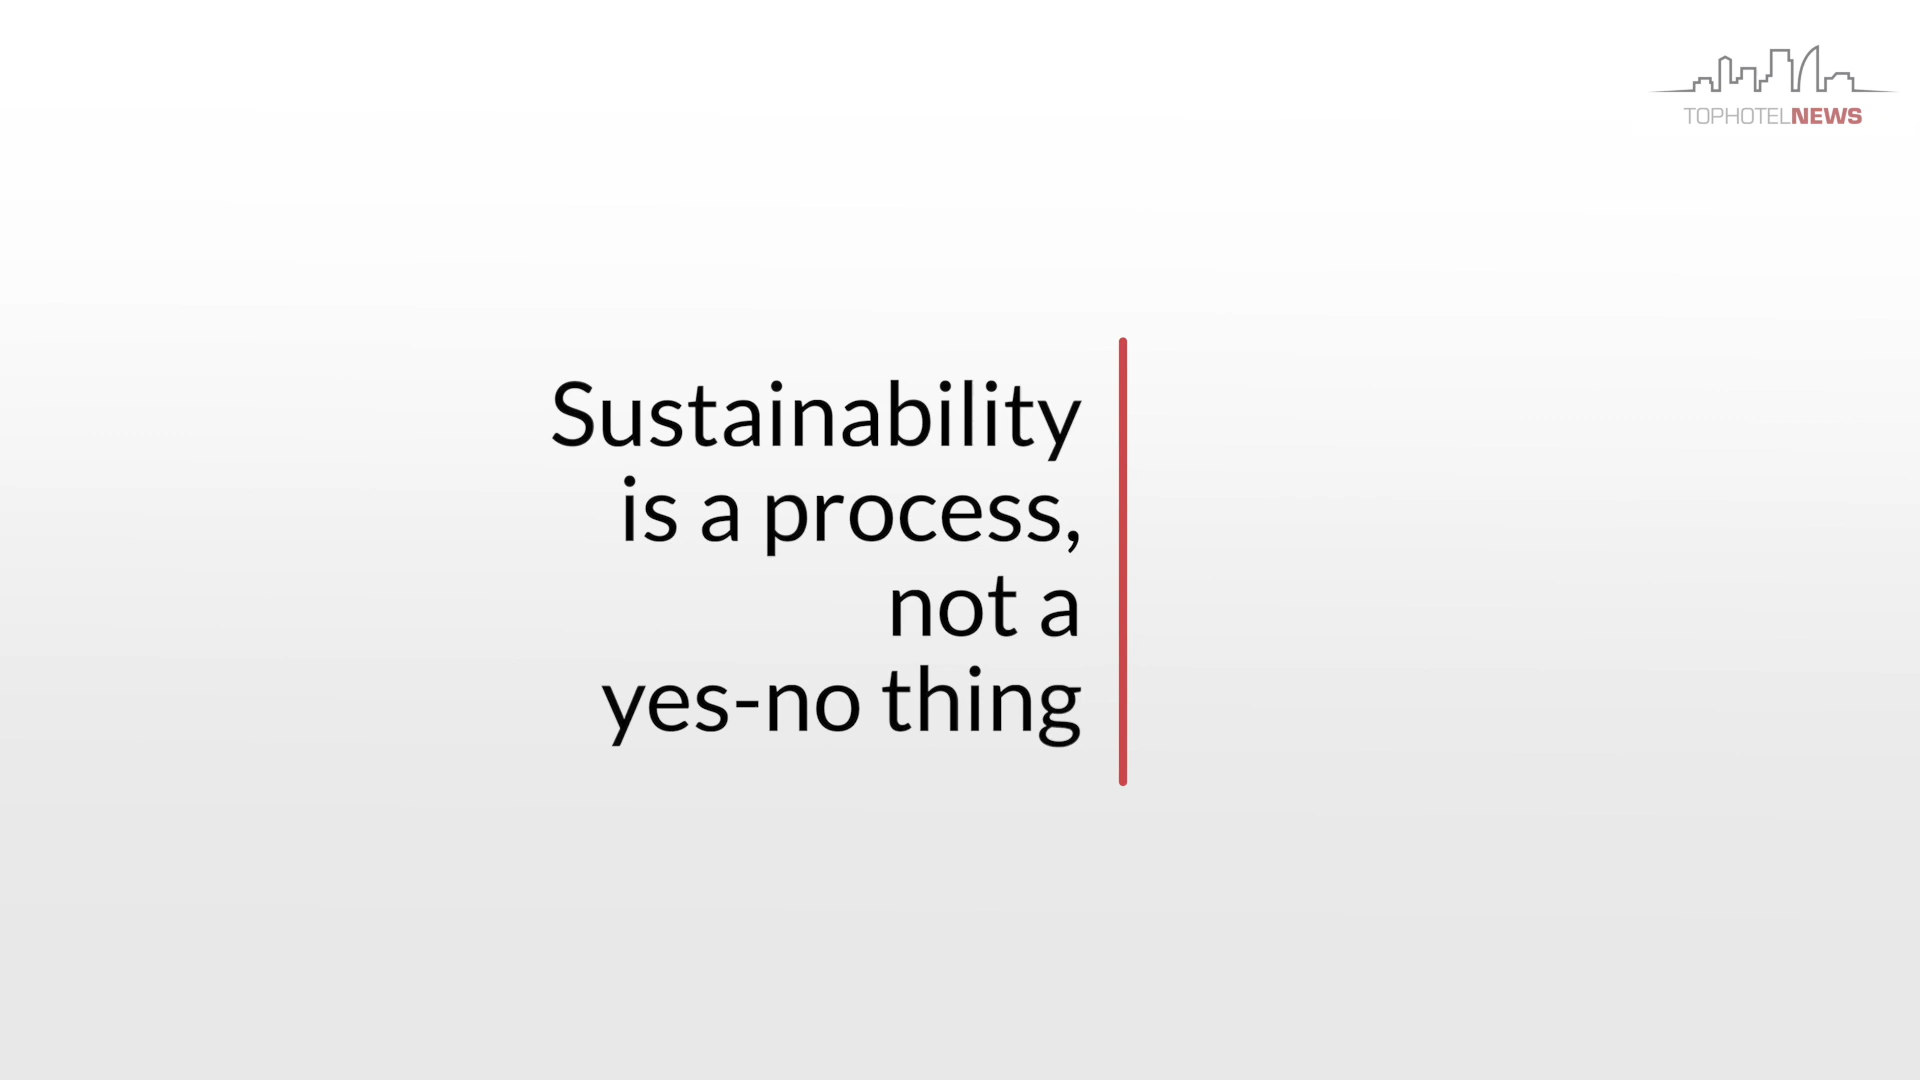 TOPHOTELNEWS
Sustainability
is a process,
not a
yes-no thing